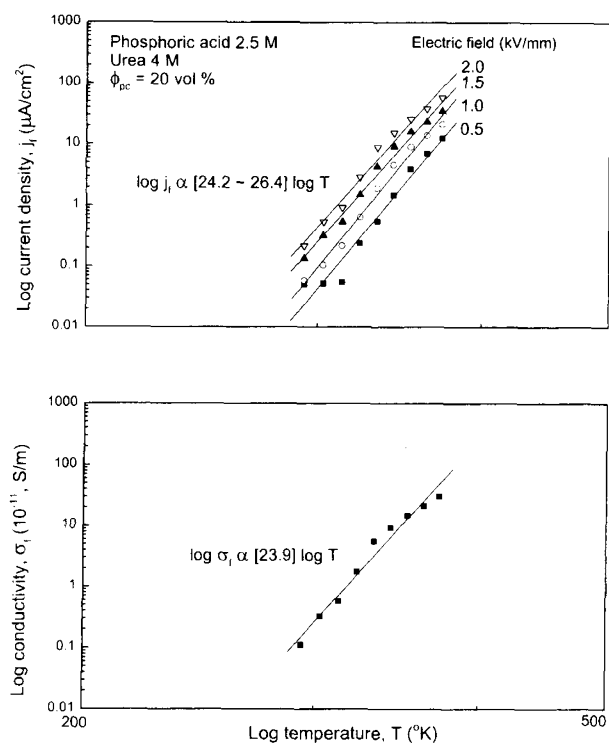 Phosphoric acid 2.5 M
Urea 4 M
ϕpc = 20 vol %
Electric field (kV/mm)
2.0
1.5
1.0
0.5
log jf α [24.2 ~ 26.4] log T
Log current density, jf (μA/cm²)
1000
100
10
1
0.1
0.01
log σf α [23.9] log T
Log conductivity, σf (10⁻¹¹, S/m)
1000
100
10
1
0.1
0.01
200
500
Log temperature, T (°K)